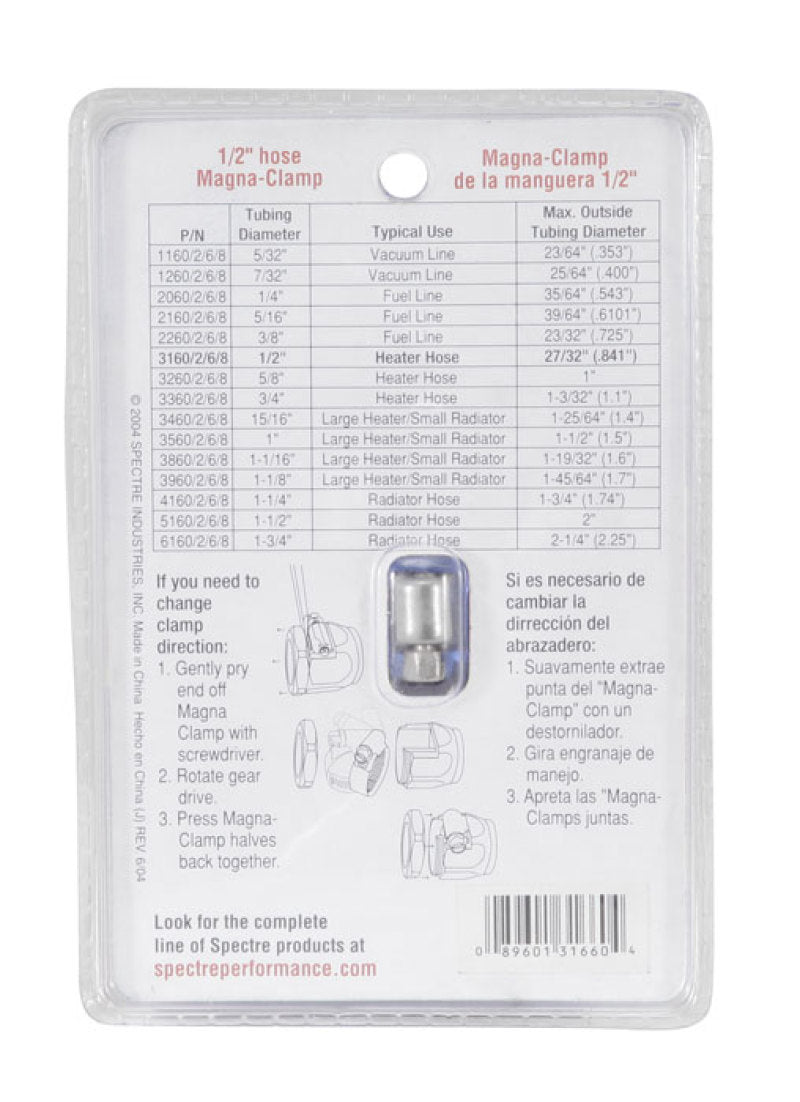 1/2" hose
Magna-Clamp
Magna-Clamp
de la manguera 1/2"
P/N Tubing Diameter Typical Use Max. Outside Tubing Diameter
1160/2/6/8 5/32" Vacuum Line 23/64" (.353")
1260/2/6/8 7/32" Vacuum Line 25/64" (.400")
2060/2/6/8 1/4" Fuel Line 35/64" (.543")
2160/2/6/8 5/16" Fuel Line 39/64" (.6101")
2260/2/6/8 3/8" Fuel Line 23/32" (.725")
3160/2/6/8 1/2" Heater Hose 27/32" (.841")
3260/2/6/8 5/8" Heater Hose 1"
3360/2/6/8 3/4" Heater Hose 1-3/32" (1.1")
3460/2/6/8 15/16" Large Heater/Small Radiator 1-25/64" (1.4")
3560/2/6/8 1" Large Heater/Small Radiator 1-1/2" (1.5")
3860/2/6/8 1-1/16" Large Heater/Small Radiator 1-19/32" (1.6")
3960/2/6/8 1-1/8" Large Heater/Small Radiator 1-45/64" (1.7")
4160/2/6/8 1-1/4" Radiator Hose 1-3/4" (1.74")
5160/2/6/8 1-1/2" Radiator Hose 2"
6160/2/6/8 1-3/4" Radiator Hose 2-1/4" (2.25")
© 2004 SPECTRE INDUSTRIES, INC Made in China Hecho en China (J) REV. 6/04
If you need to
change
clamp
direction:
1. Gently pry
end off
Magna
Clamp with
screwdriver.
2. Rotate gear
drive.
3. Press Magna-
Clamp halves
back together.
Si es necesario de
cambiar la
dirrección del
abrazadero:
1. Suavamente extrae
punta del "Magna-
Clamp" con un
destornilador.
2. Gira engranaje de
manejo.
3. Apreta las "Magna-
Clamps juntas.
Look for the complete
line of Spectre products at
spectreperformance.com
0 89601 31660 4